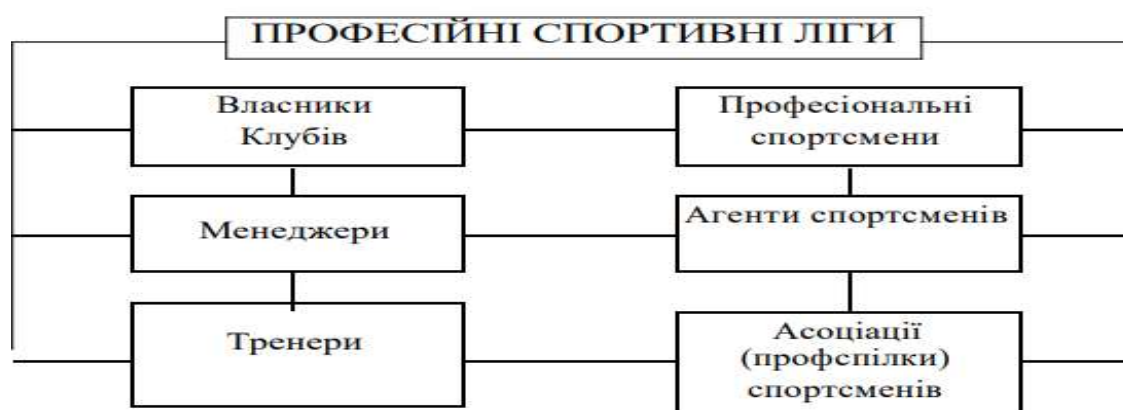 ПРОФЕСІЙНІ СПОРТИВНІ ЛІГИ
Власники
Клубів
Професіональні
спортсмени
Менеджери
Агенти спортсменів
Тренери
Асоціації
(профспілки)
спортсменів